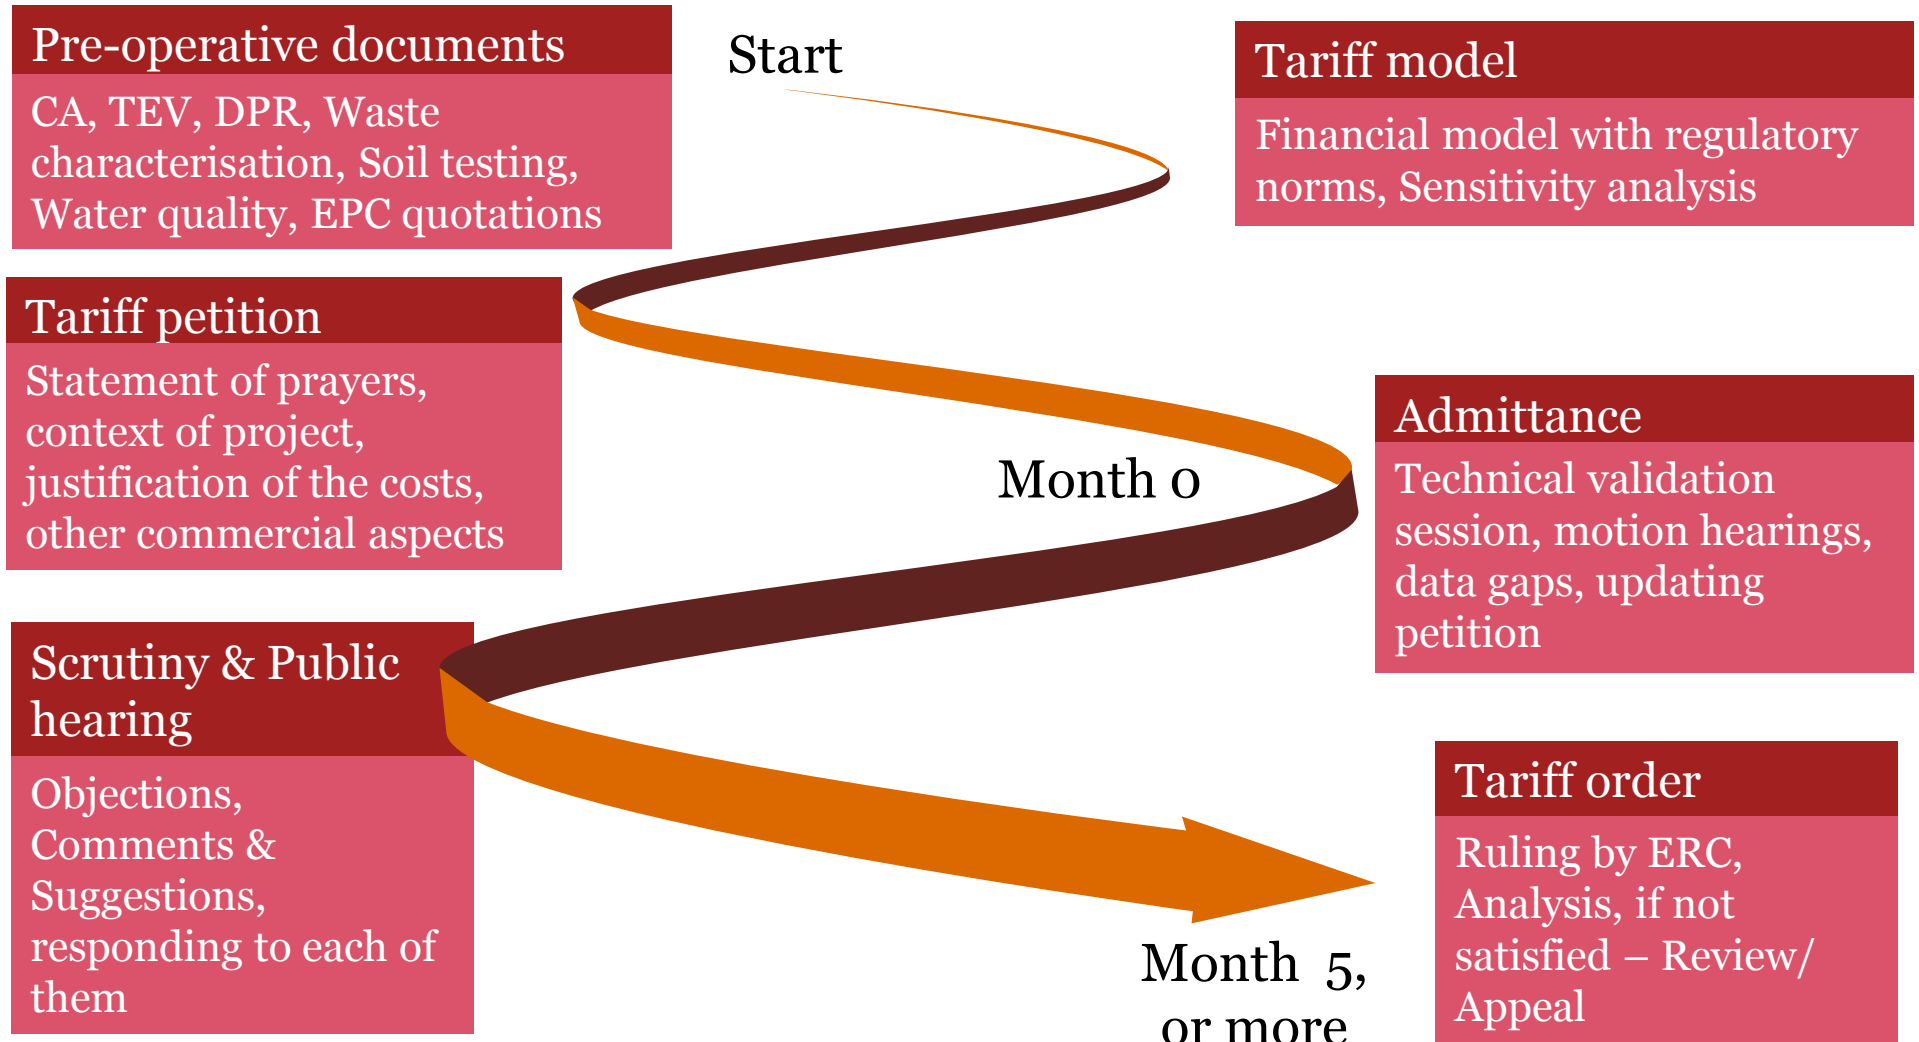 Pre-operative documents
CA, TEV, DPR, Waste
characterisation, Soil testing,
Water quality, EPC quotations
Start
Tariff model
Financial model with regulatory
norms, Sensitivity analysis
Tariff petition
Statement of prayers,
context of project,
justification of the costs,
other commercial aspects
Month 0
Admittance
Technical validation
session, motion hearings,
data gaps, updating
petition
Scrutiny & Public
hearing
Objections,
Comments &
Suggestions,
responding to each of
them
Month 5,
or more
Tariff order
Ruling by ERC,
Analysis, if not
satisfied – Review/
Appeal